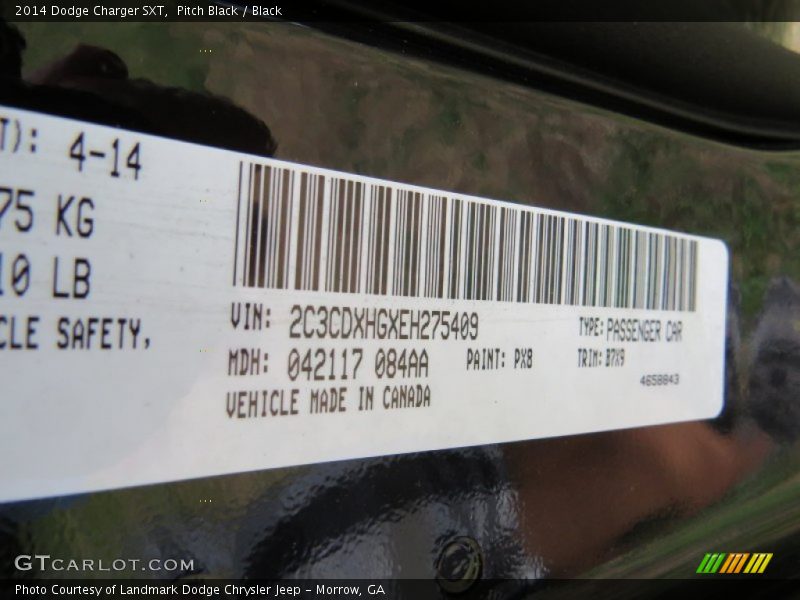 2014 Dodge Charger SXT, Pitch Black / Black
T): 4-14
75 KG
10 LB
CLE SAFETY,
VIN: 2C3CDXHGXEH275409
TYPE: PASSENGER CAR
MDH: 042117 084AA
PAINT: PX8
TRIM: B7X9
VEHICLE MADE IN CANADA
4658843
GTCARLOT.COM
Photo Courtesy of Landmark Dodge Chrysler Jeep - Morrow, GA